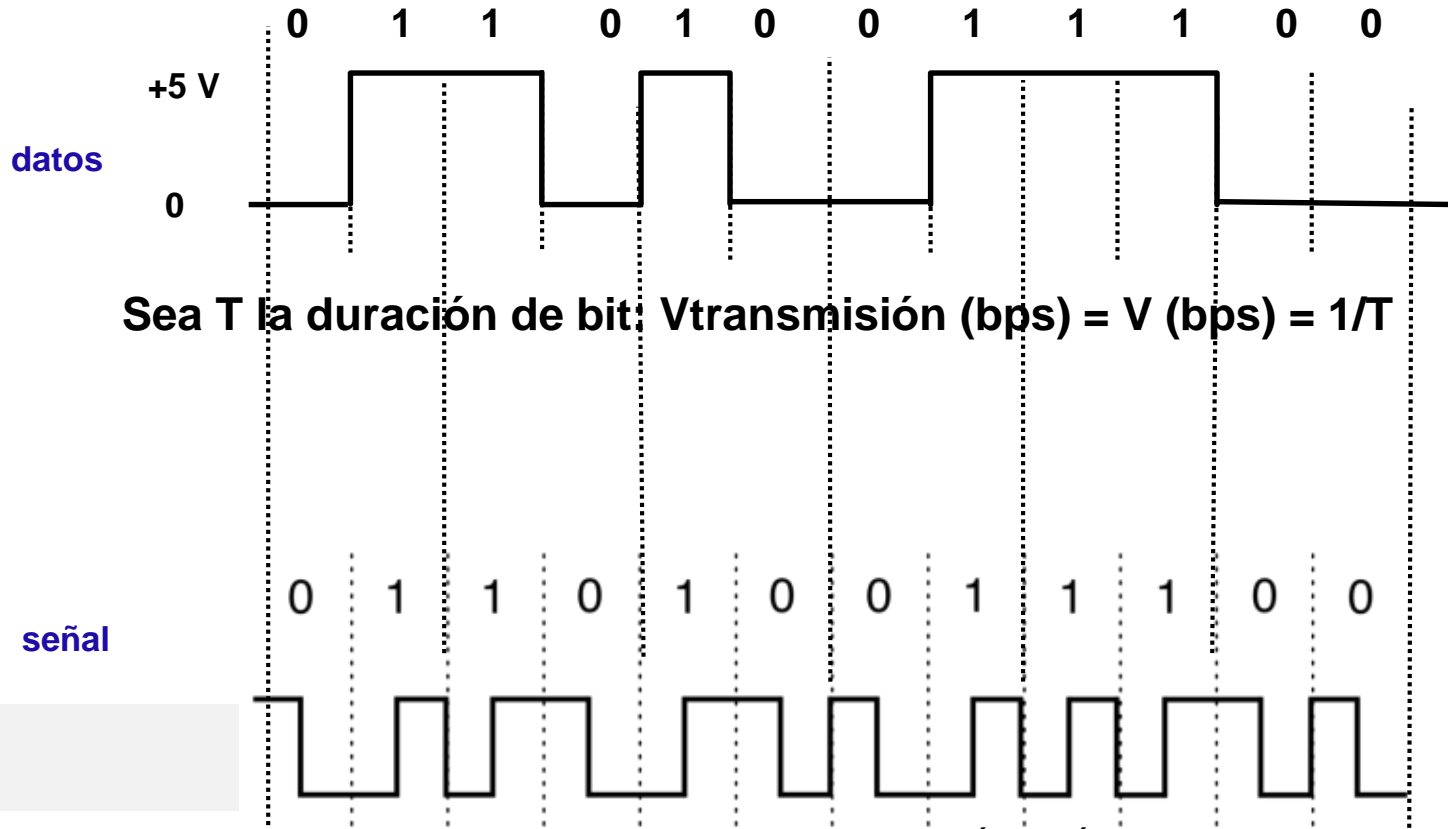 0 1 1 0 1 0 0 1 1 1 0 0
+5 V
datos
0
Sea T la duración de bit: Vtransmisión (bps) = V (bps) = 1/T
0 1 1 0 1 0 0 1 1 1 0 0
señal